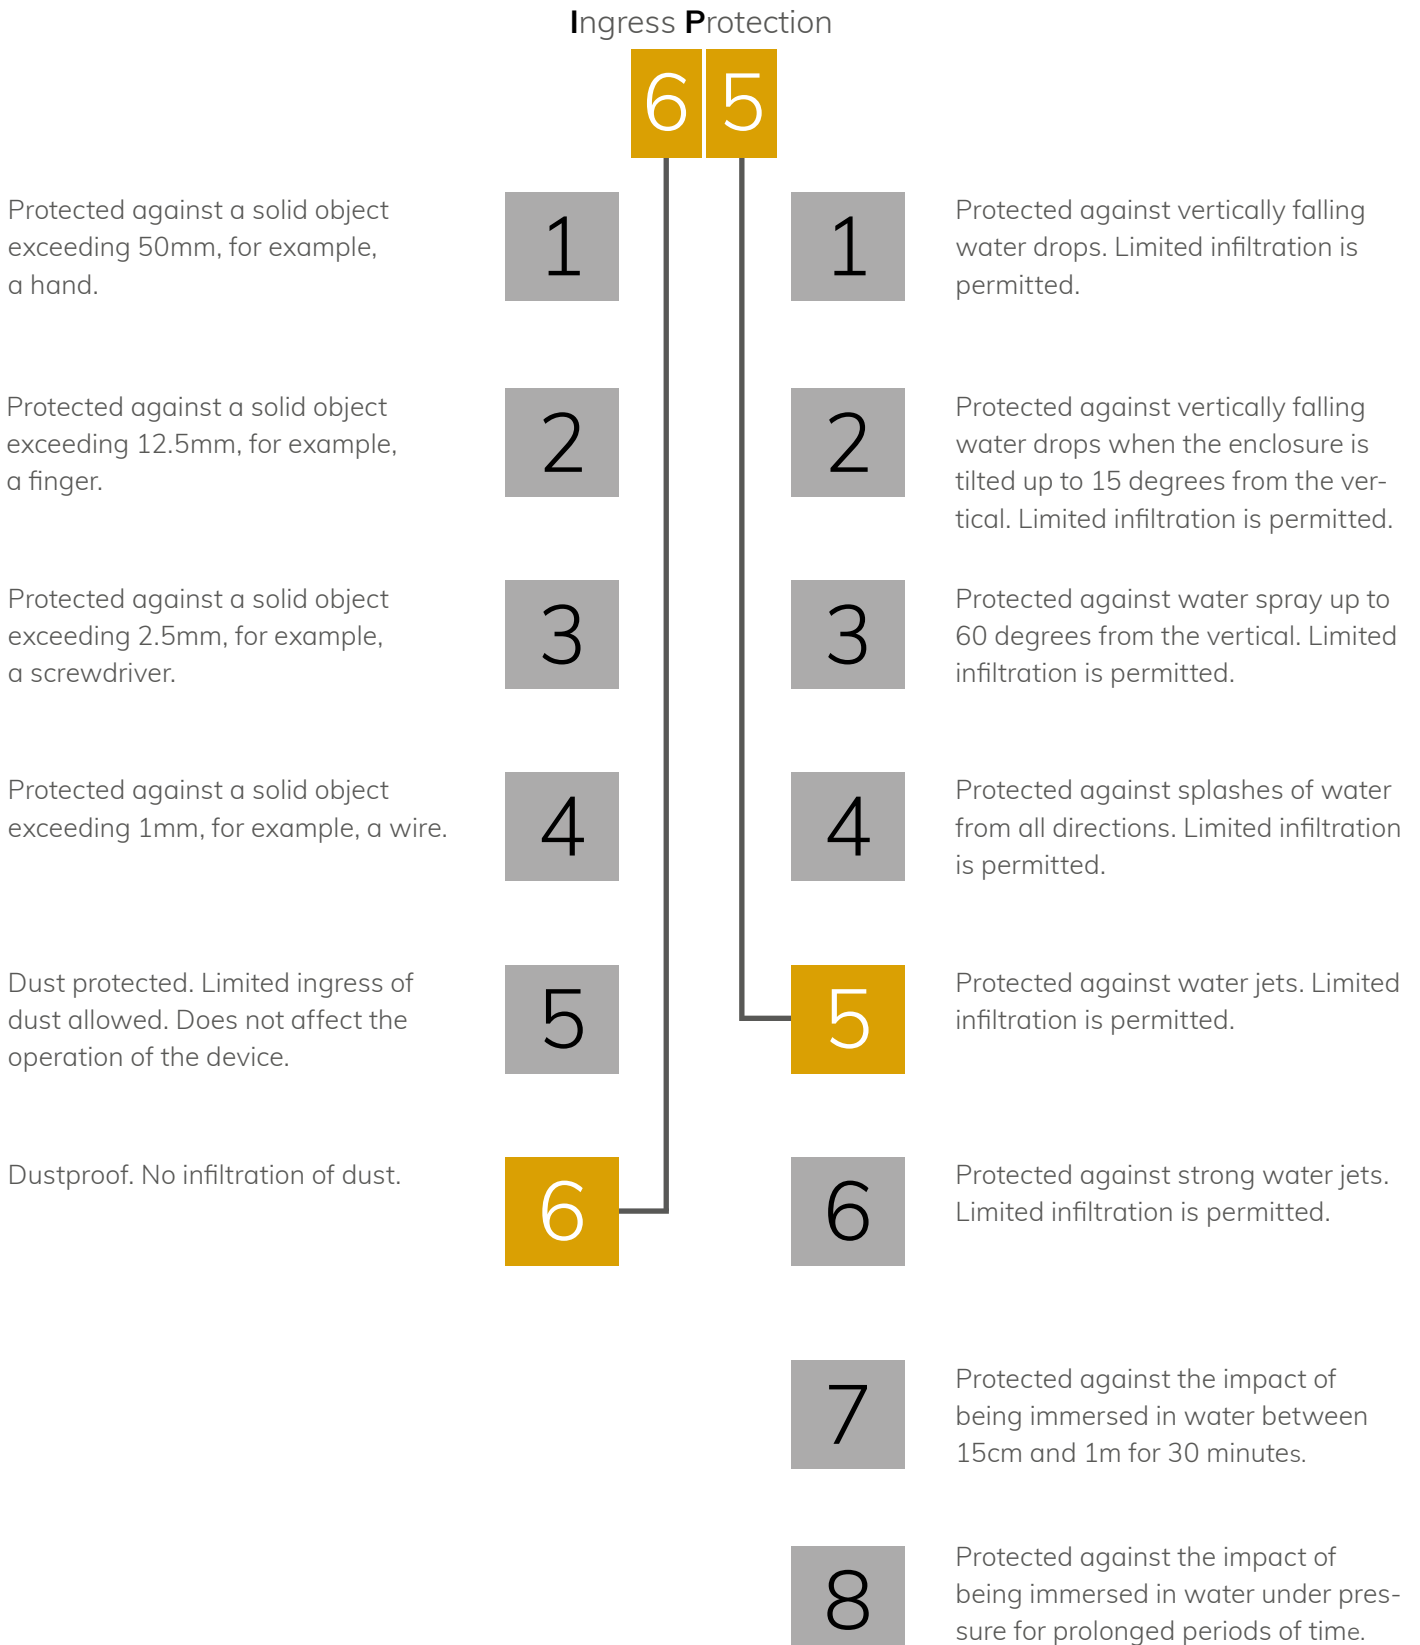 Ingress Protection
6 5
Protected against a solid object
exceeding 50mm, for example,
a hand.
1
1
Protected against vertically falling
water drops. Limited infiltration is
permitted.
Protected against a solid object
exceeding 12.5mm, for example,
a finger.
2
2
Protected against vertically falling
water drops when the enclosure is
tilted up to 15 degrees from the ver-
tical. Limited infiltration is permitted.
Protected against a solid object
exceeding 2.5mm, for example,
a screwdriver.
3
3
Protected against water spray up to
60 degrees from the vertical. Limited
infiltration is permitted.
Protected against a solid object
exceeding 1mm, for example, a wire.
4
4
Protected against splashes of water
from all directions. Limited infiltration
is permitted.
Dust protected. Limited ingress of
dust allowed. Does not affect the
operation of the device.
5
5
Protected against water jets. Limited
infiltration is permitted.
Dustproof. No infiltration of dust.
6
6
Protected against strong water jets.
Limited infiltration is permitted.
7
Protected against the impact of
being immersed in water between
15cm and 1m for 30 minutes.
8
Protected against the impact of
being immersed in water under pres-
sure for prolonged periods of time.